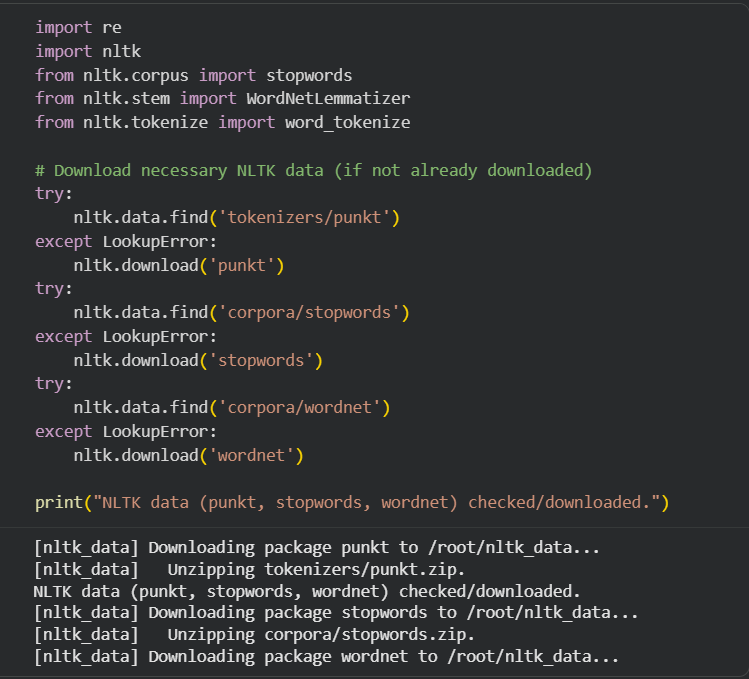 import re
import nltk
from nltk.corpus import stopwords
from nltk.stem import WordNetLemmatizer
from nltk.tokenize import word_tokenize

# Download necessary NLTK data (if not already downloaded)
try:
    nltk.data.find('tokenizers/punkt')
except LookupError:
    nltk.download('punkt')
try:
    nltk.data.find('corpora/stopwords')
except LookupError:
    nltk.download('stopwords')
try:
    nltk.data.find('corpora/wordnet')
except LookupError:
    nltk.download('wordnet')

print("NLTK data (punkt, stopwords, wordnet) checked/downloaded.")
[nltk_data] Downloading package punkt to /root/nltk_data...
[nltk_data]   Unzipping tokenizers/punkt.zip.
NLTK data (punkt, stopwords, wordnet) checked/downloaded.
[nltk_data] Downloading package stopwords to /root/nltk_data...
[nltk_data]   Unzipping corpora/stopwords.zip.
[nltk_data] Downloading package wordnet to /root/nltk_data...